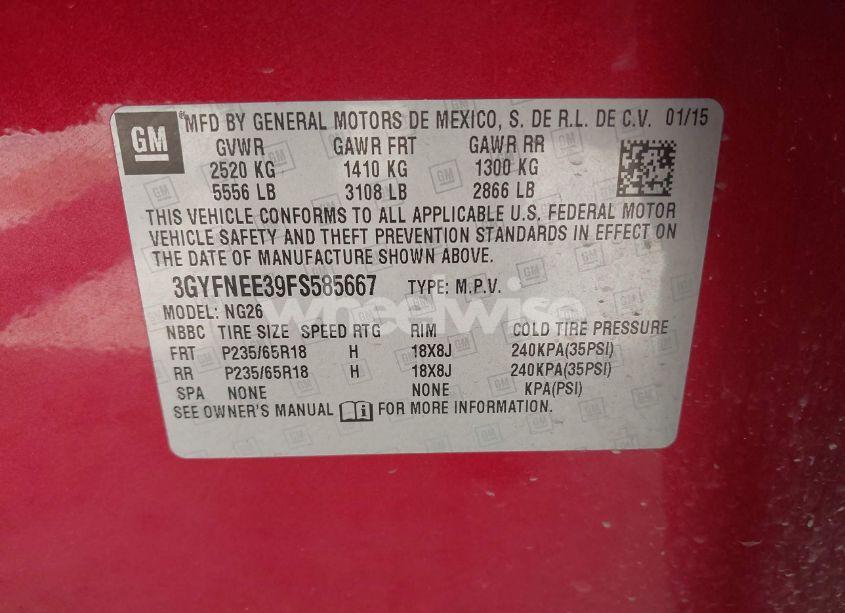 GM
MFD BY GENERAL MOTORS DE MEXICO, S. DE R.L. DE C.V. 01/15
GVWR GAWR FRT GAWR RR
2520 KG 1410 KG 1300 KG
5556 LB 3108 LB 2866 LB
THIS VEHICLE CONFORMS TO ALL APPLICABLE U.S. FEDERAL MOTOR
VEHICLE SAFETY AND THEFT PREVENTION STANDARDS IN EFFECT ON
THE DATE OF MANUFACTURE SHOWN ABOVE.
3GYFNEE39FS585667 TYPE: M.P.V.
wheelwise
MODEL: NG26
NBBC TIRE SIZE SPEED RTG RIM COLD TIRE PRESSURE
FRT P235/65R18 H 18X8J 240KPA(35PSI)
RR P235/65R18 H 18X8J 240KPA(35PSI)
SPA NONE NONE KPA(PSI)
SEE OWNER'S MANUAL FOR MORE INFORMATION.